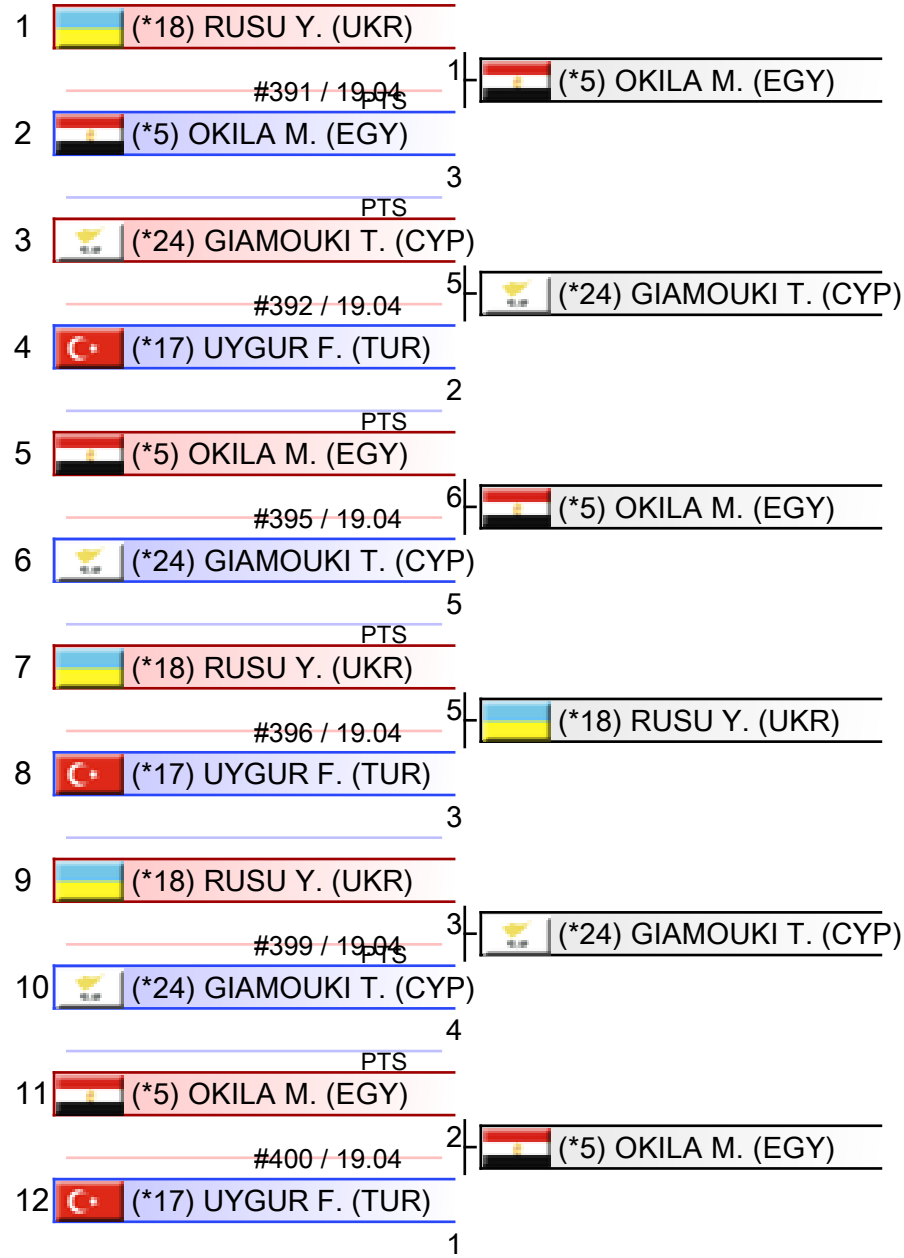 1 (*18) RUSU Y. (UKR)
1 (*5) OKILA M. (EGY)
#391 / 19.04
PTS
2 (*5) OKILA M. (EGY)
3
PTS
3 (*24) GIAMOUKI T. (CYP)
5 (*24) GIAMOUKI T. (CYP)
#392 / 19.04
4 (*17) UYGUR F. (TUR)
2
PTS
5 (*5) OKILA M. (EGY)
6 (*5) OKILA M. (EGY)
#395 / 19.04
6 (*24) GIAMOUKI T. (CYP)
5
PTS
7 (*18) RUSU Y. (UKR)
5 (*18) RUSU Y. (UKR)
#396 / 19.04
8 (*17) UYGUR F. (TUR)
3
9 (*18) RUSU Y. (UKR)
3 (*24) GIAMOUKI T. (CYP)
#399 / 19.04
PTS
10 (*24) GIAMOUKI T. (CYP)
4
PTS
11 (*5) OKILA M. (EGY)
2 (*5) OKILA M. (EGY)
#400 / 19.04
12 (*17) UYGUR F. (TUR)
1